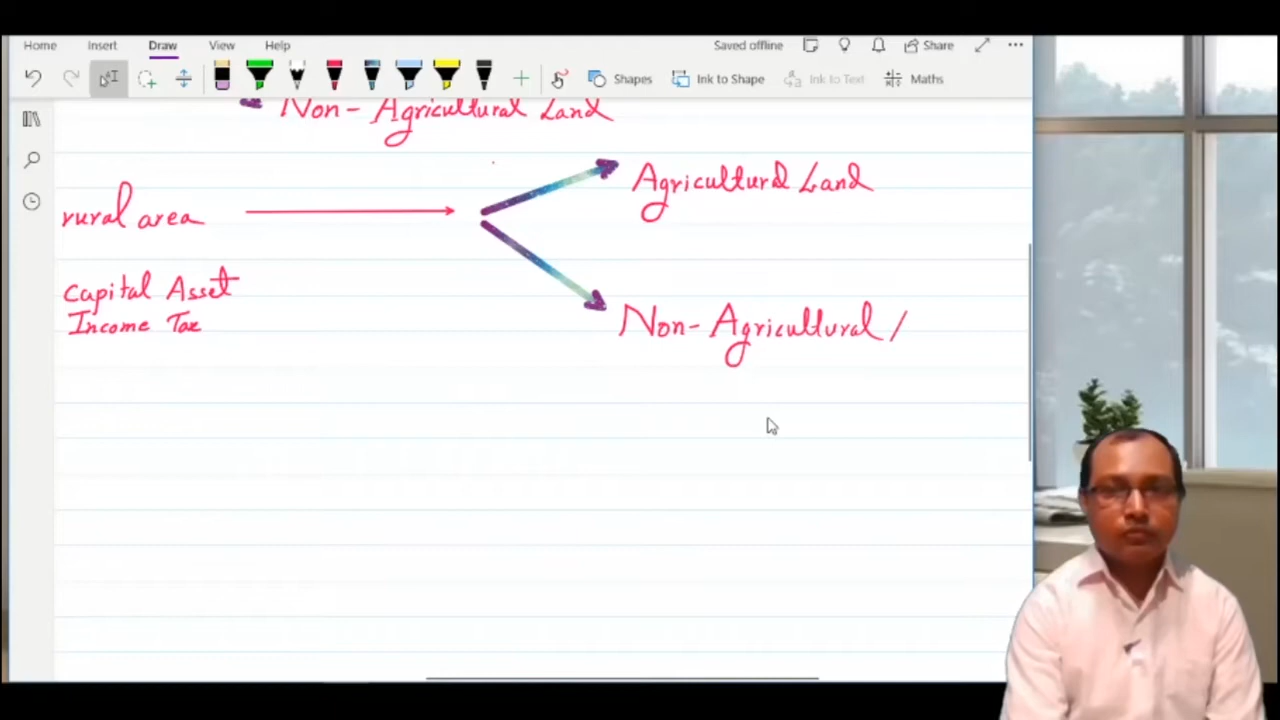 Home Insert Draw View Help Saved offline Share
Shapes Ink to Shape Ink to Text Maths
Non- Agricultural Land
Agricultural Land
rural area
Capital Asset
Income Tax
Non- Agricultural /